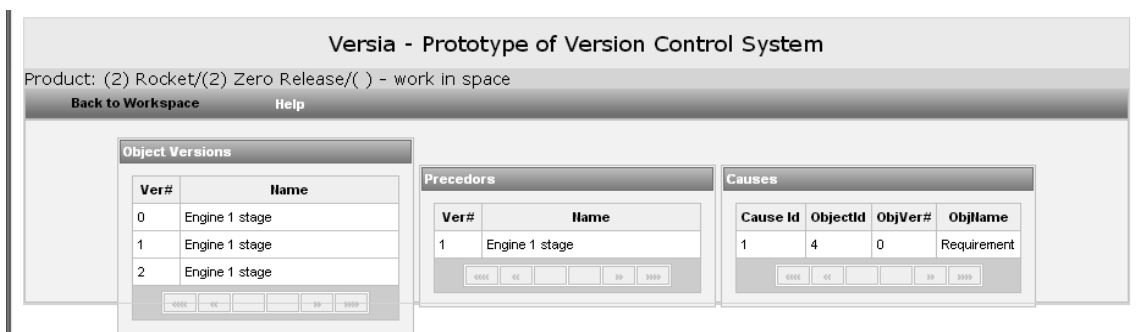 Versia - Prototype of Version Control System
Product: (2) Rocket/(2) Zero Release/( ) - work in space
Back to Workspace Help
Object Versions
Ver# Name
0 Engine 1 stage
1 Engine 1 stage
2 Engine 1 stage
«« « » »»
Precedors
Ver# Name
1 Engine 1 stage
«« « » »»
Causes
Cause Id ObjectId ObjVer# ObjName
1 4 0 Requirement
«« « » »»